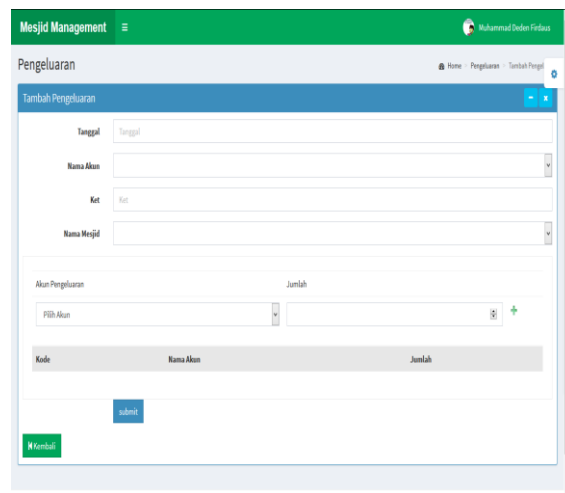 Mesjid Management
Muhammad Deden Firdaus
Pengeluaran
Home > Pengeluaran > Tambah Pengel
Tambah Pengeluaran
Tanggal Tanggal
Nama Akun
Ket Ket
Nama Mesjid
Akun Pengeluaran Jumlah
Pilih Akun
Kode Nama Akun Jumlah
submit
Kembali